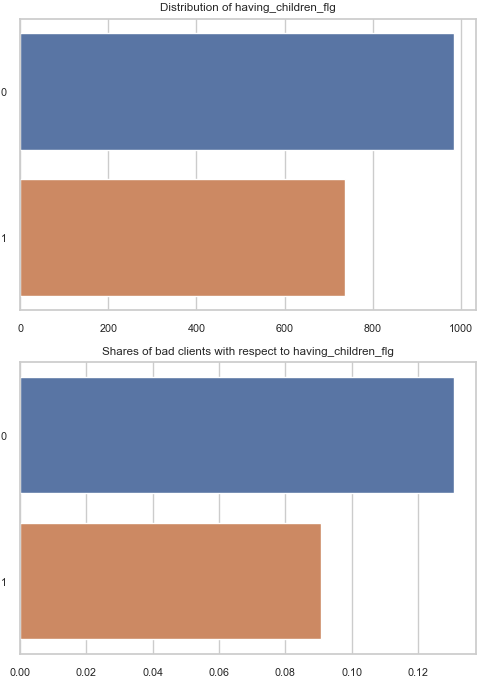 Distribution of having_children_flg
0
1
0 200 400 600 800 1000
Shares of bad clients with respect to having_children_flg
0
1
0.00 0.02 0.04 0.06 0.08 0.10 0.12